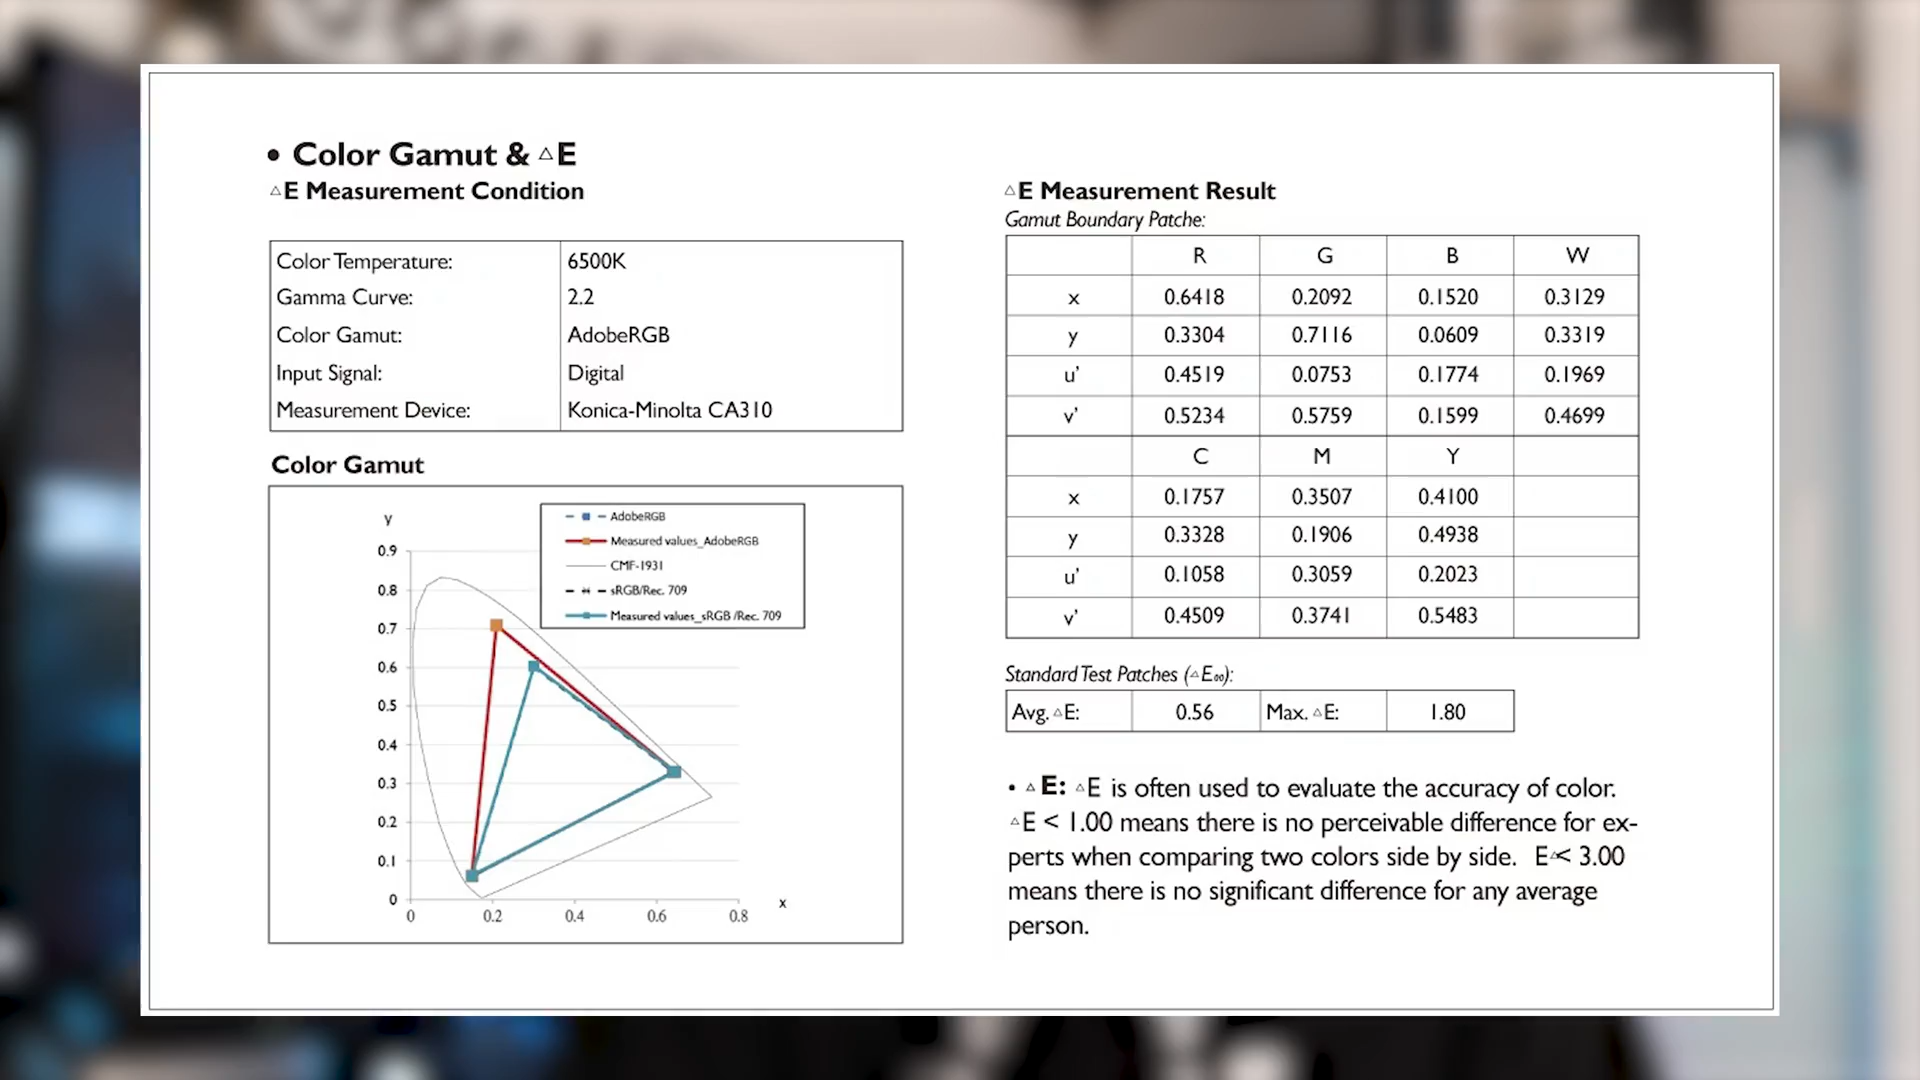 • Color Gamut & △E
△E Measurement Condition
Color Temperature: 6500K
Gamma Curve: 2.2
Color Gamut: AdobeRGB
Input Signal: Digital
Measurement Device: Konica-Minolta CA310
Color Gamut
y
AdobeRGB
Measured values_AdobeRGB
CMF-1931
sRGB/Rec. 709
Measured values_sRGB /Rec. 709
0.9
0.8
0.7
0.6
0.5
0.4
0.3
0.2
0.1
0
0 0.2 0.4 0.6 0.8
x
△E Measurement Result
Gamut Boundary Patche:
R G B W
x 0.6418 0.2092 0.1520 0.3129
y 0.3304 0.7116 0.0609 0.3319
u' 0.4519 0.0753 0.1774 0.1969
v' 0.5234 0.5759 0.1599 0.4699
C M Y
x 0.1757 0.3507 0.4100
y 0.3328 0.1906 0.4938
u' 0.1058 0.3059 0.2023
v' 0.4509 0.3741 0.5483
Standard Test Patches (△E₀₀):
Avg. △E: 0.56 Max. △E: 1.80
• △E: △E is often used to evaluate the accuracy of color.
△E < 1.00 means there is no perceivable difference for ex-
perts when comparing two colors side by side. E△< 3.00
means there is no significant difference for any average
person.